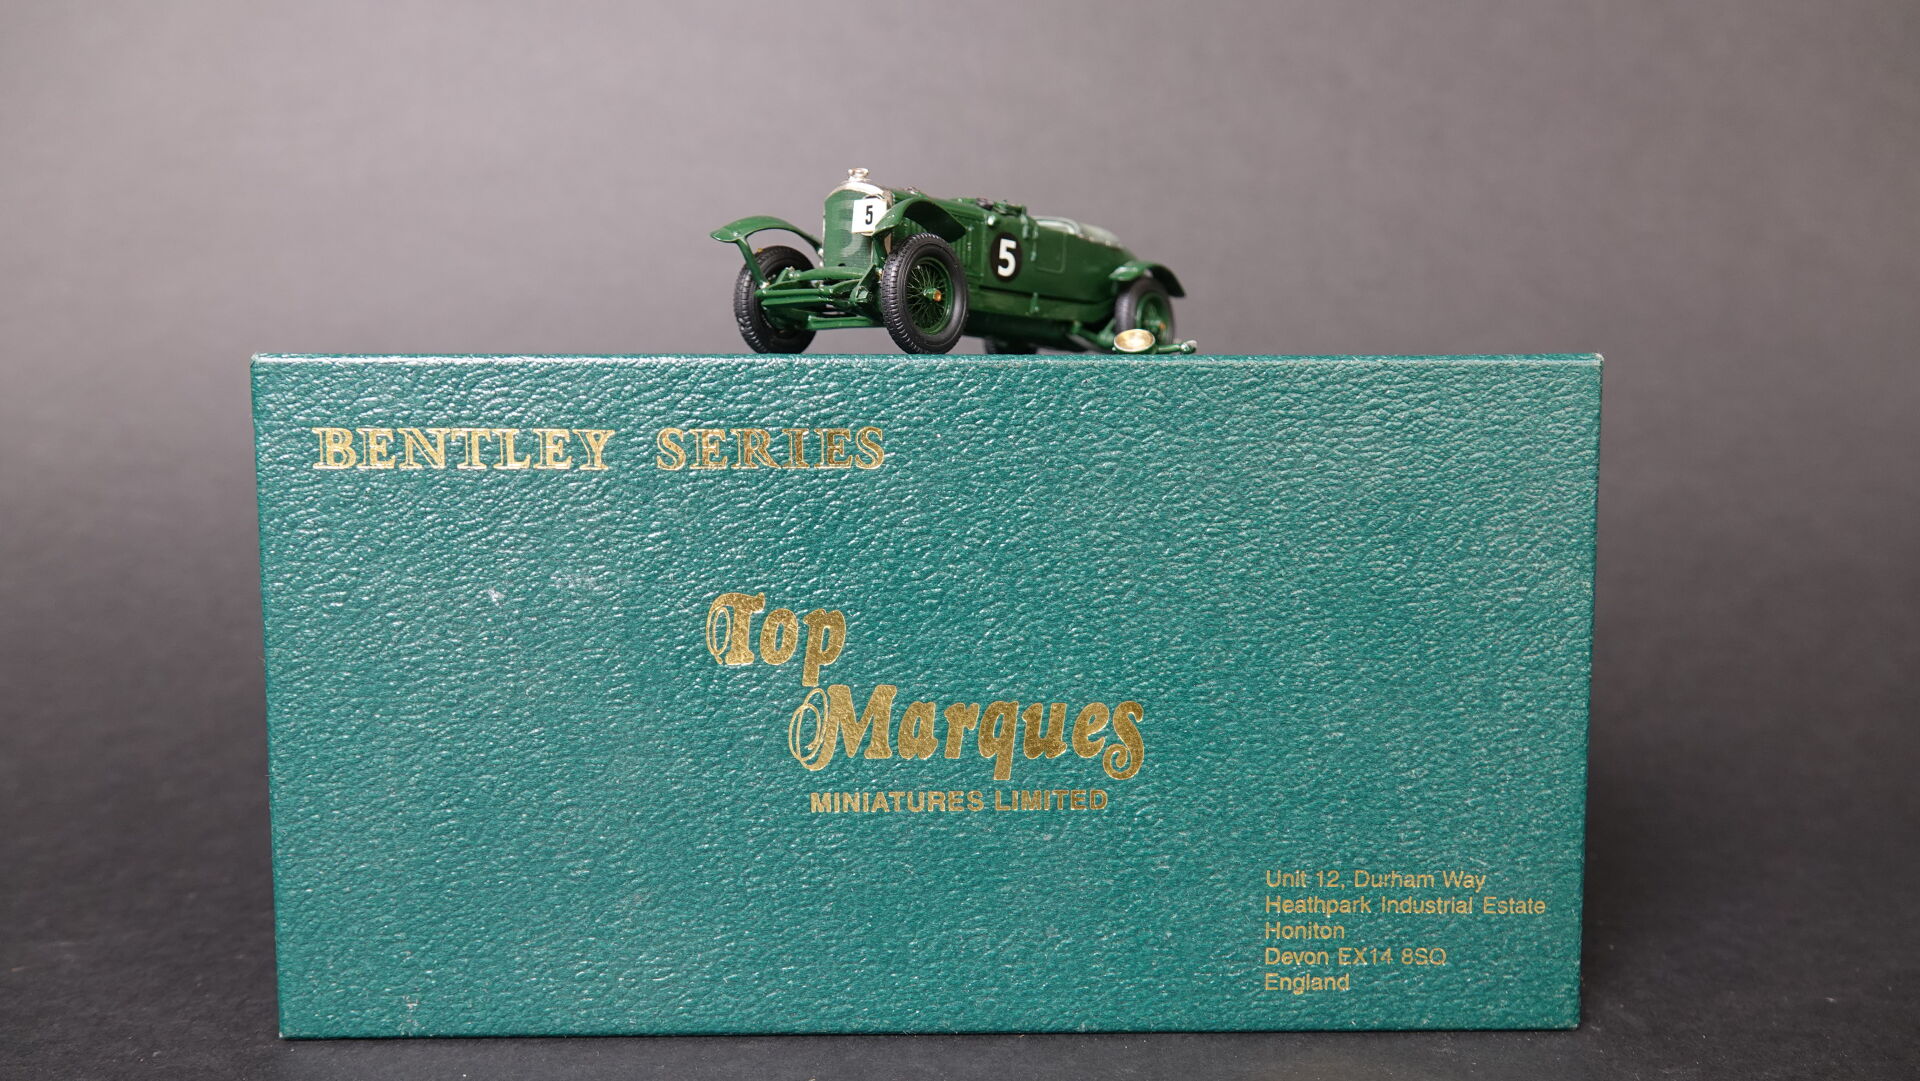 5
5
BENTLEY SERIES
Top
Marques
MINIATURES LIMITED
Unit 12, Durham Way
Heathpark Industrial Estate
Honiton
Devon EX14 8SQ
England